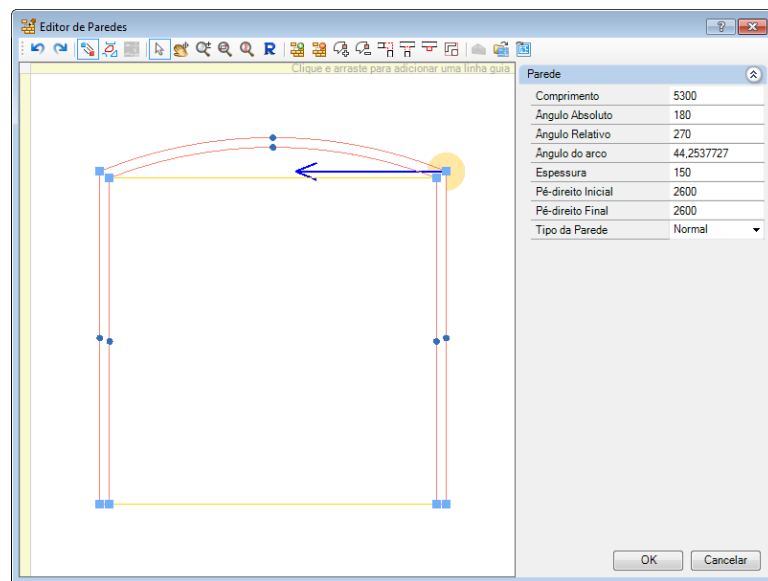 Editor de Paredes
R
Clique e arraste para adicionar uma linha guia
Parede
Comprimento 5300
Ângulo Absoluto 180
Ângulo Relativo 270
Ângulo do arco 44,2537727
Espessura 150
Pé-direito Inicial 2600
Pé-direito Final 2600
Tipo da Parede Normal
OK Cancelar